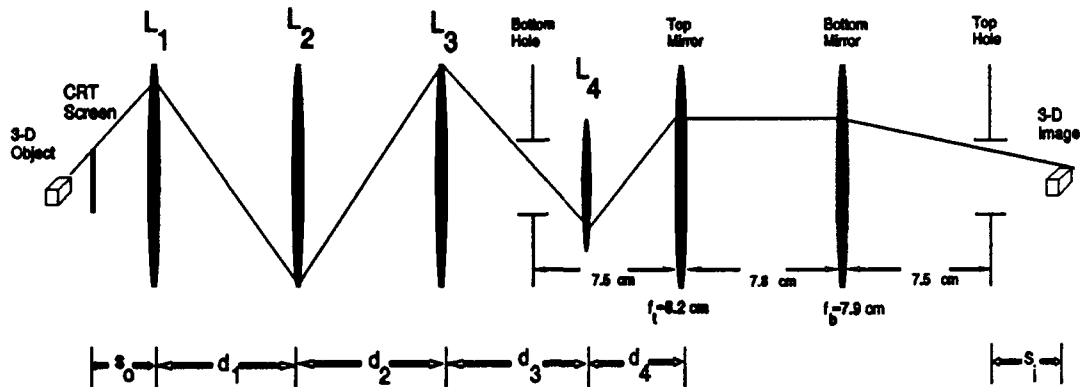 L1
L2
L3
Bottom
Hole
Top
Mirror
Bottom
Mirror
Top
Hole
L4
CRT
Screen
3-D
Object
3-D
Image
7.5 cm
7.8 cm
7.5 cm
ft=8.2 cm
fb=7.9 cm
so
d1
d2
d3
d4
si